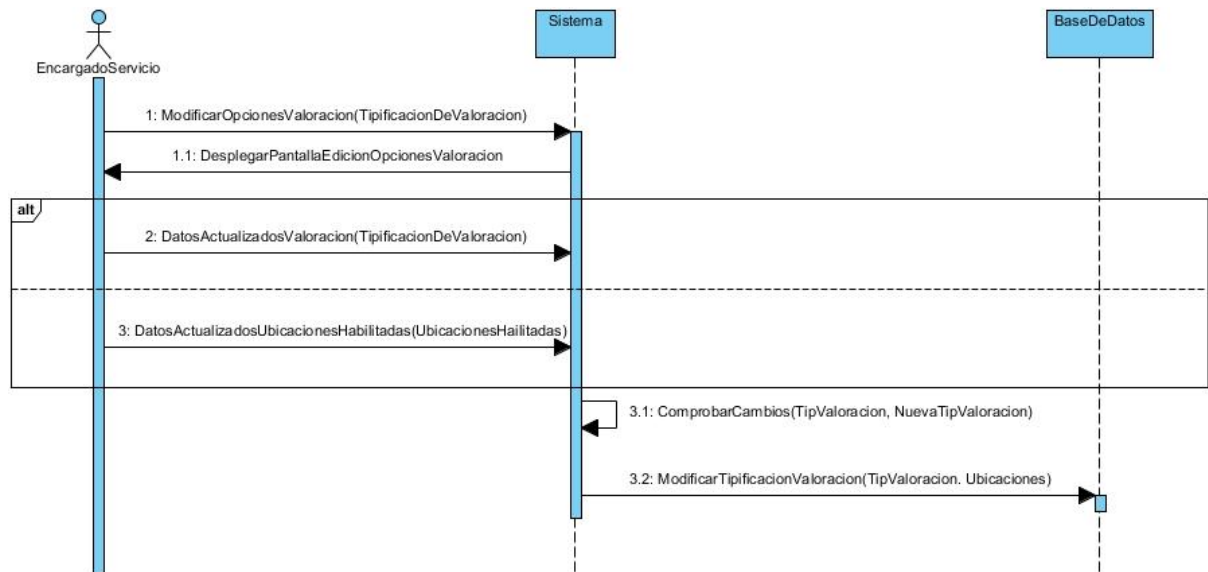 EncargadoServicio
Sistema
BaseDeDatos
1: ModificarOpcionesValoracion(TipificacionDeValoracion)
1.1: DesplegarPantallaEdicionOpcionesValoracion
alt
2: DatosActualizadosValoracion(TipificacionDeValoracion)
3: DatosActualizadosUbicacionesHabilitadas(UbicacionesHailitadas)
3.1: ComprobarCambios(TipValoracion, NuevaTipValoracion)
3.2: ModificarTipificacionValoracion(TipValoracion. Ubicaciones)